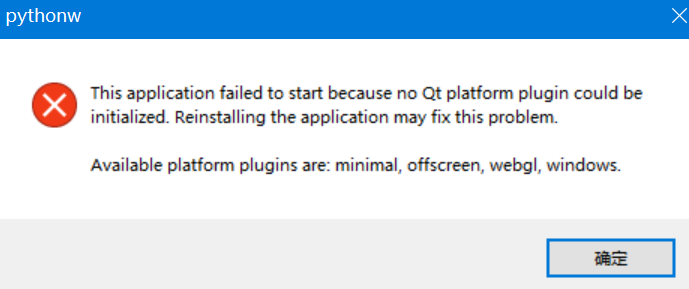 pythonw
This application failed to start because no Qt platform plugin could be
initialized. Reinstalling the application may fix this problem.
Available platform plugins are: minimal, offscreen, webgl, windows.
确定